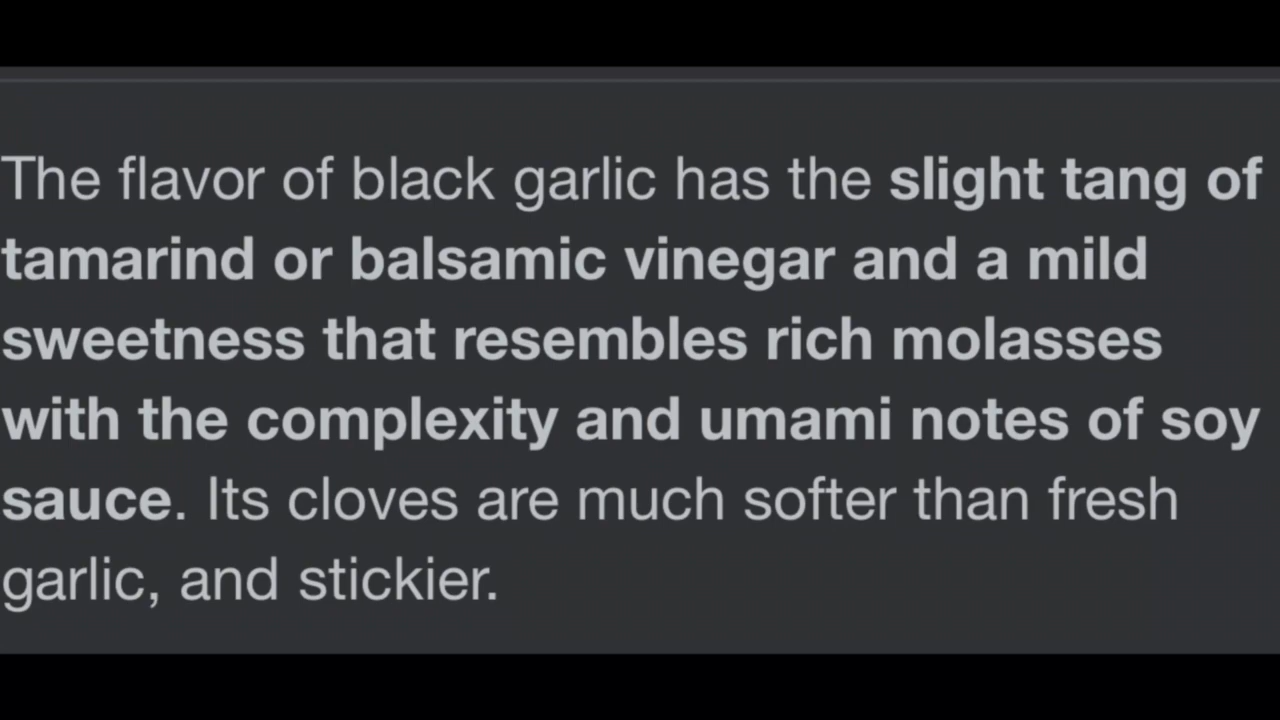 The flavor of black garlic has the slight tang of
tamarind or balsamic vinegar and a mild
sweetness that resembles rich molasses
with the complexity and umami notes of soy
sauce. Its cloves are much softer than fresh
garlic, and stickier.